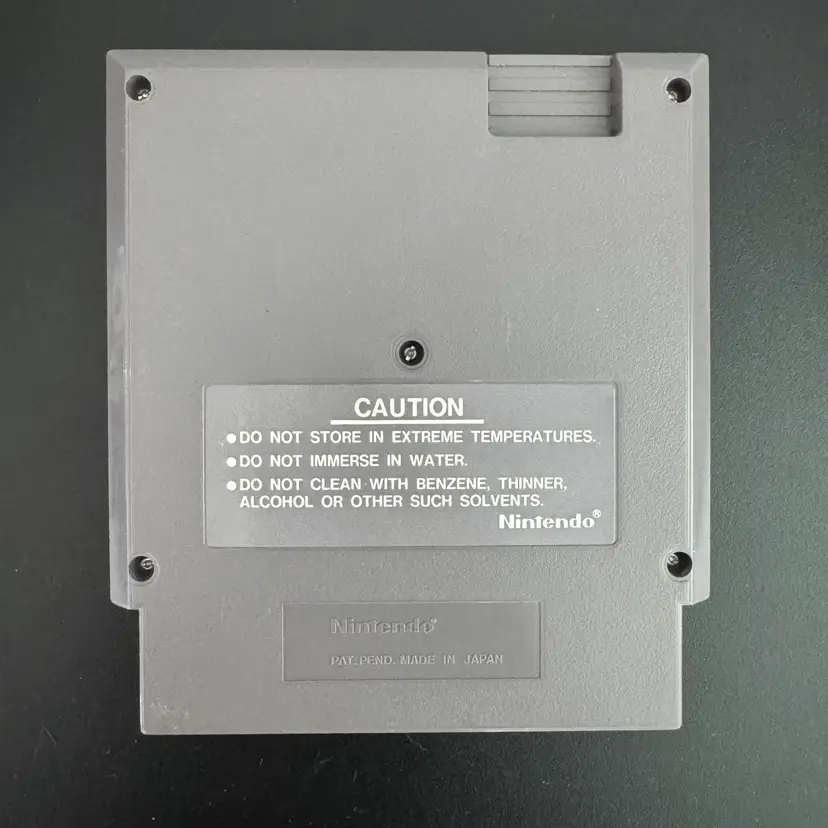 CAUTION
●DO NOT STORE IN EXTREME TEMPERATURES.
●DO NOT IMMERSE IN WATER.
●DO NOT CLEAN WITH BENZENE, THINNER,
ALCOHOL OR OTHER SUCH SOLVENTS.
Nintendo®
Nintendo®
PAT. PEND. MADE IN JAPAN